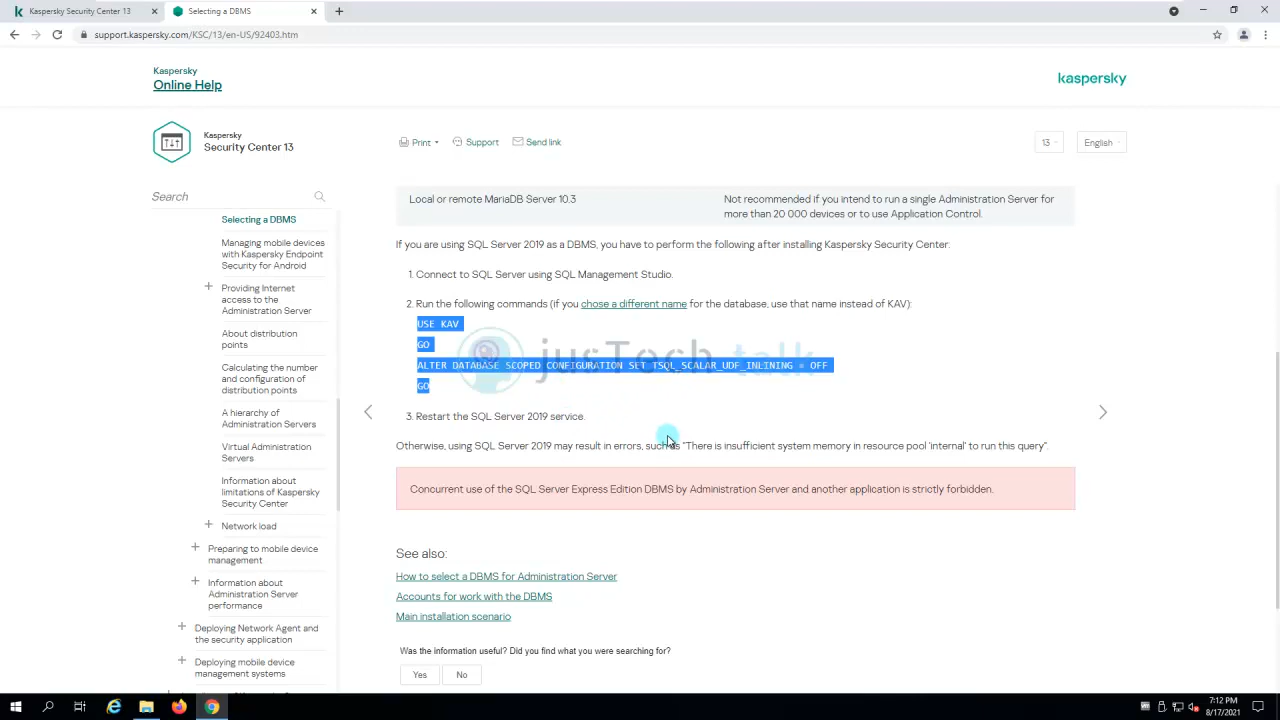 Kaspersky Security Center 13
Selecting a DBMS
support.kaspersky.com/KSC/13/en-US/92403.htm
Kaspersky
Online Help
kaspersky
Kaspersky
Security Center 13
Print
Support
Send link
13
English
Search
Selecting a DBMS
Managing mobile devices
with Kaspersky Endpoint
Security for Android
Providing Internet
access to the
Administration Server
About distribution
points
Calculating the number
and configuration of
distribution points
A hierarchy of
Administration Servers
Virtual Administration
Servers
Information about
limitations of Kaspersky
Security Center
Network load
Preparing to mobile device
management
Information about
Administration Server
performance
Deploying Network Agent and
the security application
Deploying mobile device
management systems
Local or remote MariaDB Server 10.3
Not recommended if you intend to run a single Administration Server for
more than 20 000 devices or to use Application Control.
If you are using SQL Server 2019 as a DBMS, you have to perform the following after installing Kaspersky Security Center.
1. Connect to SQL Server using SQL Management Studio.
2. Run the following commands (if you chose a different name for the database, use that name instead of KAV):
USE KAV
GO
ALTER DATABASE SCOPED CONFIGURATION SET TSQL_SCALAR_UDF_INLINING = OFF
GO
jusTech talk
3. Restart the SQL Server 2019 service.
Otherwise, using SQL Server 2019 may result in errors, such as "There is insufficient system memory in resource pool 'internal' to run this query".
Concurrent use of the SQL Server Express Edition DBMS by Administration Server and another application is strictly forbidden.
See also:
How to select a DBMS for Administration Server
Accounts for work with the DBMS
Main installation scenario
Was the information useful? Did you find what you were searching for?
Yes
No
7:12 PM
8/17/2021